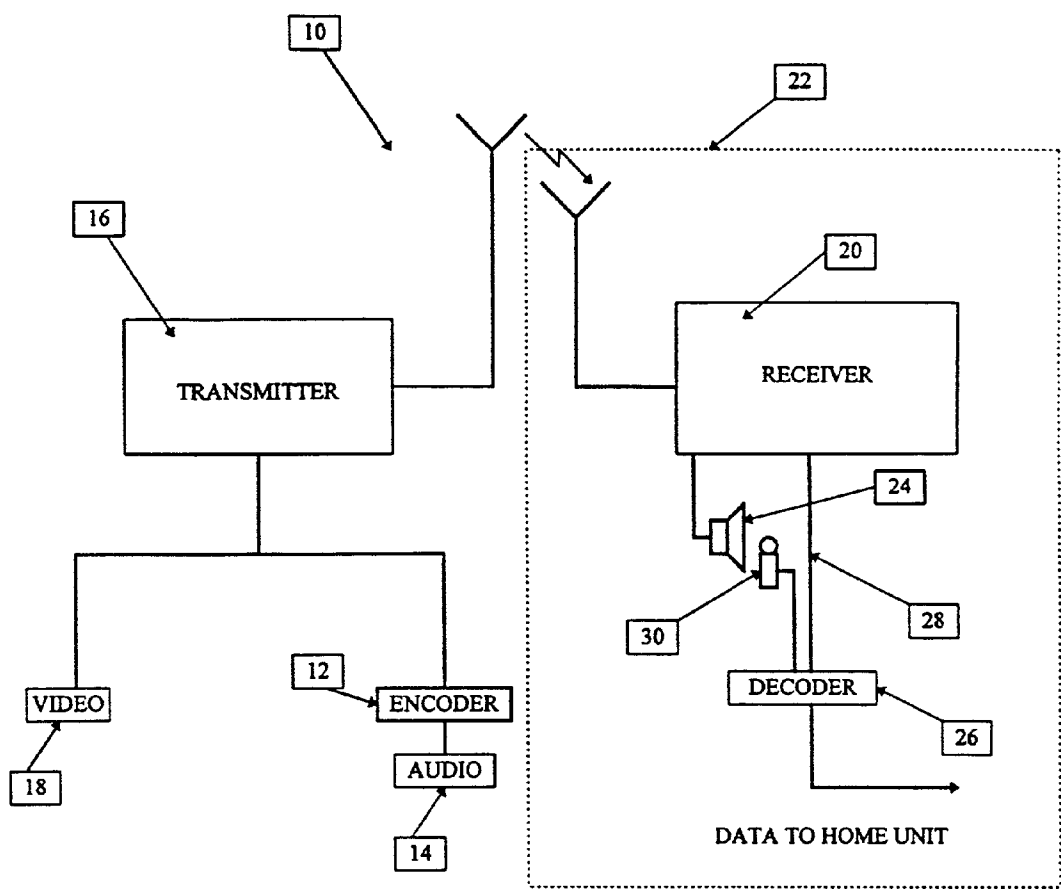 10
22
16
20
TRANSMITTER
RECEIVER
24
30
28
12
VIDEO
ENCODER
DECODER
18
AUDIO
26
14
DATA TO HOME UNIT